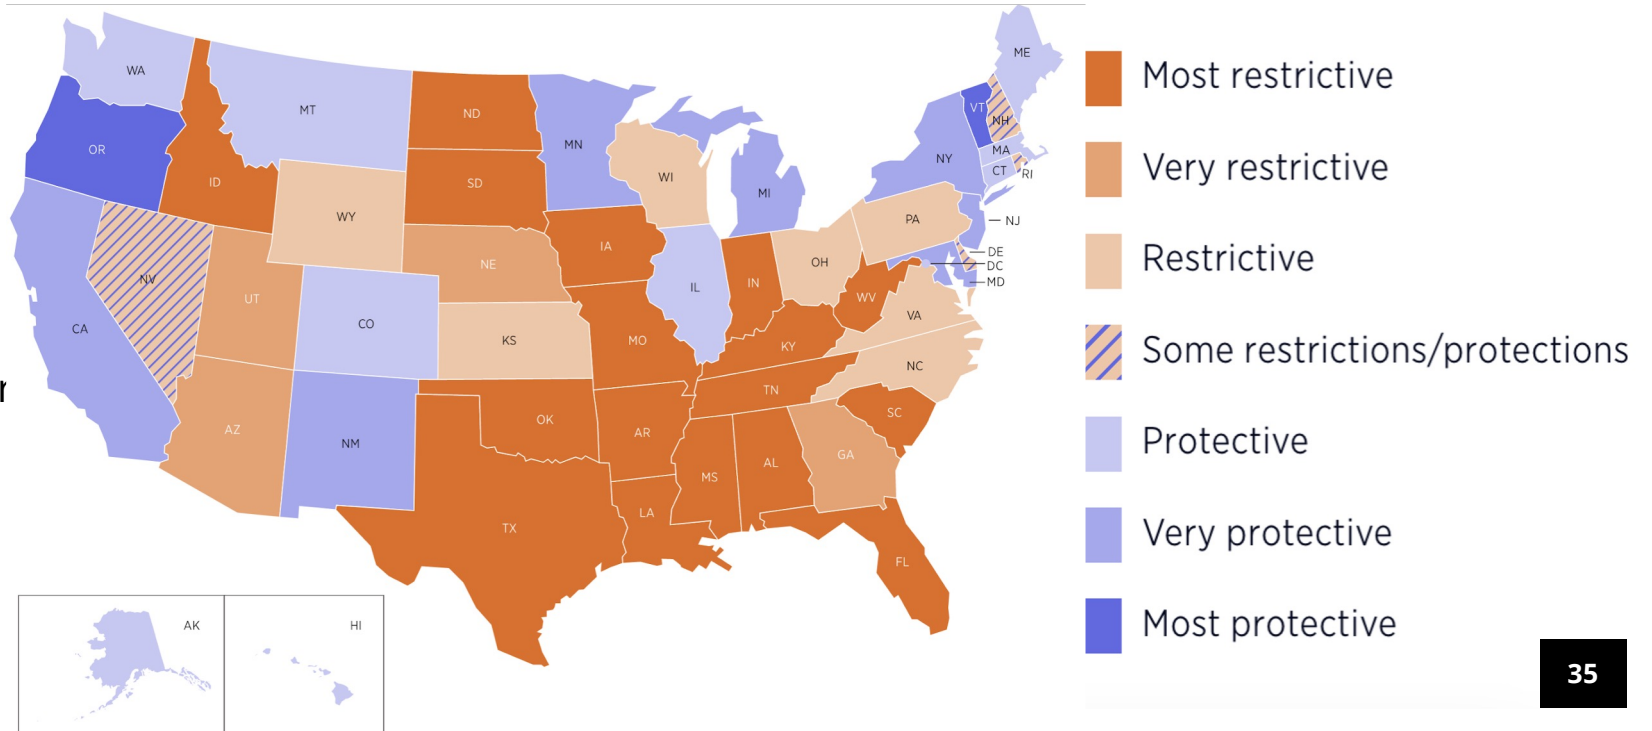 WA
MT
ND
MN
ME
OR
ID
SD
WI
MI
NY
VT
NH
MA
CT
RI
WY
NE
IA
IL
IN
OH
PA
NJ
DE
DC
MD
NV
UT
CO
KS
MO
KY
WV
VA
CA
AZ
NM
OK
AR
TN
NC
SC
TX
LA
MS
AL
GA
FL
AK
HI
r
Most restrictive
Very restrictive
Restrictive
Some restrictions/protections
Protective
Very protective
Most protective
35